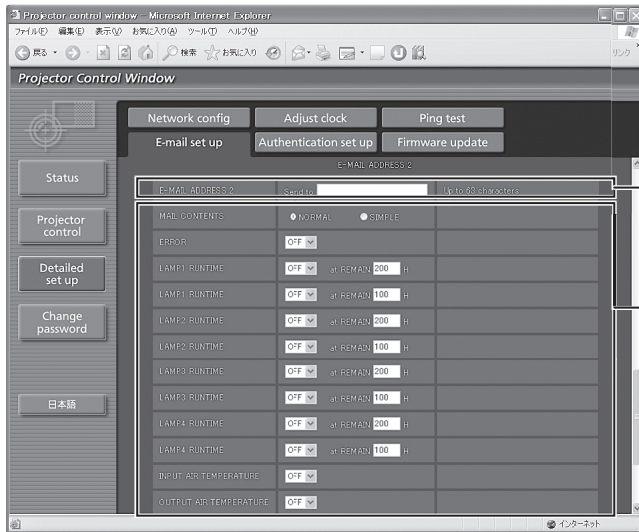 Projector control window - Microsoft Internet Explorer
ファイル(F) 編集(E) 表示(V) お気に入り(A) ツール(T) ヘルプ(H)
戻る 検索 お気に入り リンク
Projector Control Window
Network config Adjust clock Ping test
E-mail set up Authentication set up Firmware update
Status
Projector control
Detailed set up
Change password
日本語
E-MAIL ADDRESS 2
E-MAIL ADDRESS 2 Send to Up to 63 characters
MAIL CONTENTS NORMAL SIMPLE
ERROR OFF
LAMP1 RUNTIME OFF at REMAIN 200 H
LAMP1 RUNTIME OFF at REMAIN 100 H
LAMP2 RUNTIME OFF at REMAIN 200 H
LAMP2 RUNTIME OFF at REMAIN 100 H
LAMP3 RUNTIME OFF at REMAIN 200 H
LAMP3 RUNTIME OFF at REMAIN 100 H
LAMP4 RUNTIME OFF at REMAIN 200 H
LAMP4 RUNTIME OFF at REMAIN 100 H
INPUT AIR TEMPERATURE OFF
OUTPUT AIR TEMPERATURE OFF
インターネット